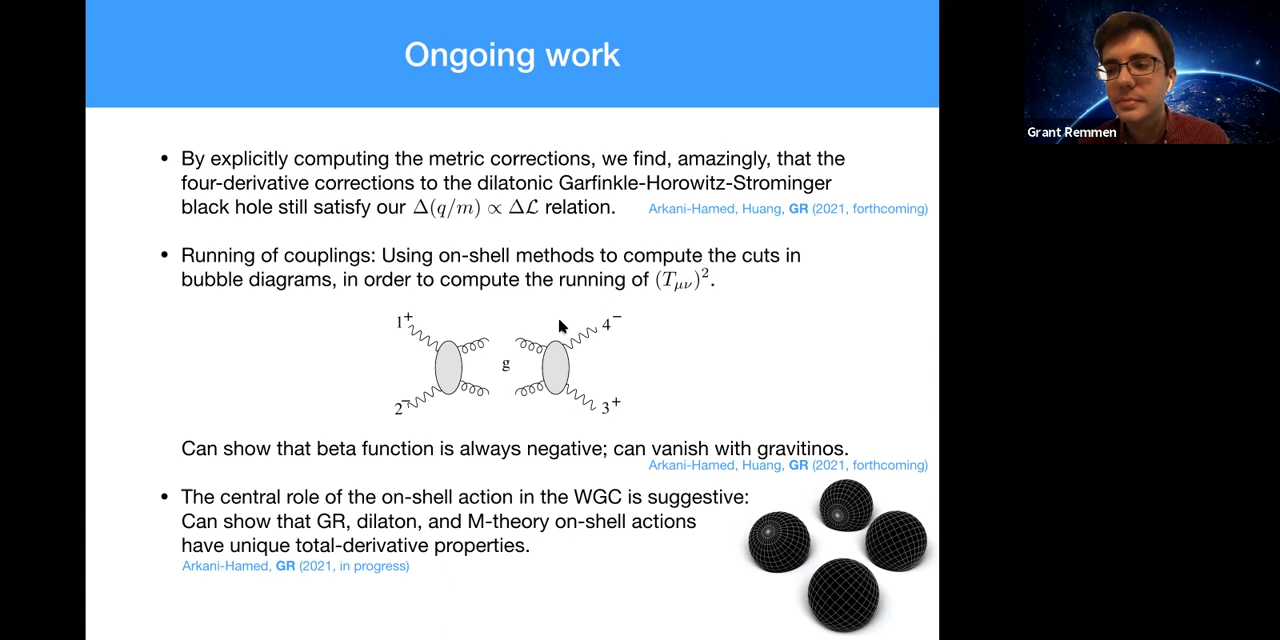 Ongoing work
Grant Remmen
• By explicitly computing the metric corrections, we find, amazingly, that the
four-derivative corrections to the dilatonic Garfinkle-Horowitz-Strominger
black hole still satisfy our Δ(q/m) ∝ Δℒ relation. Arkani-Hamed, Huang, GR (2021, forthcoming)
• Running of couplings: Using on-shell methods to compute the cuts in
bubble diagrams, in order to compute the running of (T_{μν})².
1⁺ 4⁻
g
2⁻ 3⁺
Can show that beta function is always negative; can vanish with gravitinos.
Arkani-Hamed, Huang, GR (2021, forthcoming)
• The central role of the on-shell action in the WGC is suggestive:
Can show that GR, dilaton, and M-theory on-shell actions
have unique total-derivative properties.
Arkani-Hamed, GR (2021, in progress)